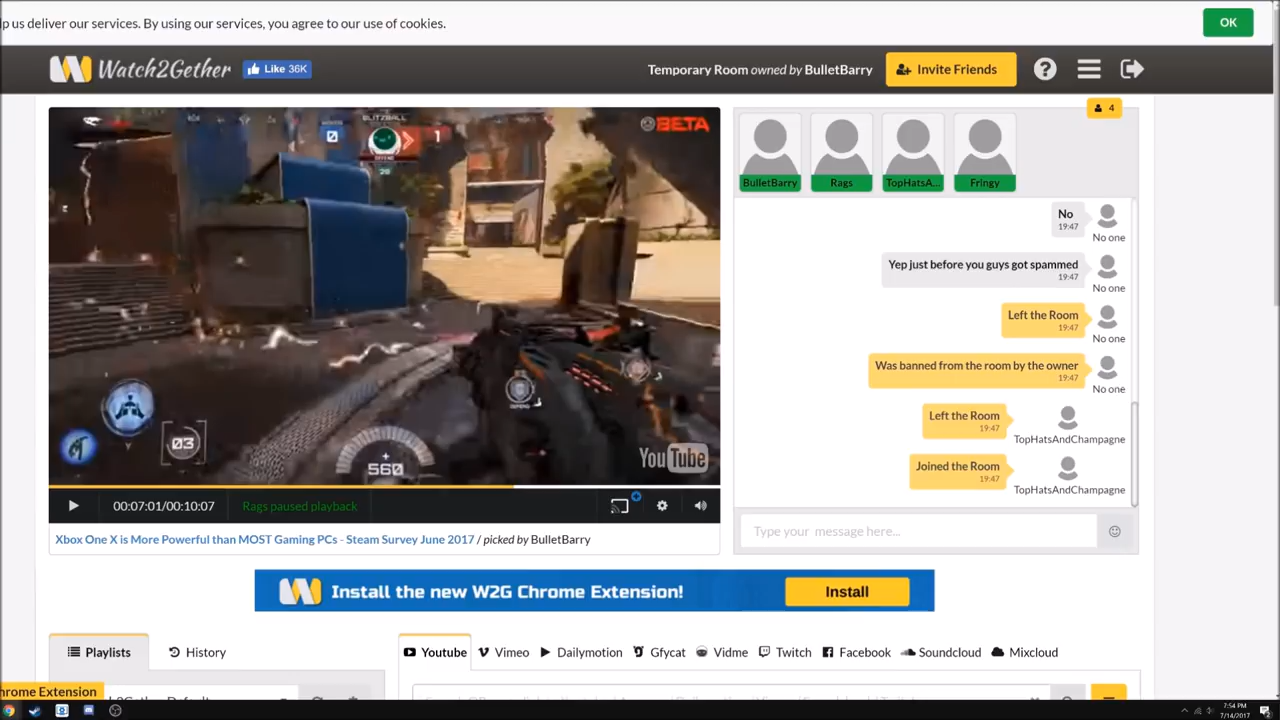 p us deliver our services. By using our services, you agree to our use of cookies.
OK
Watch2Gether
Like 36K
Temporary Room owned by BulletBarry
Invite Friends
4
BLITZBALL
0
1
DEFEND
20
BETA
03
Y
560
DEFEND
YouTube
00:07:01/00:10:07
Rags paused playback
Xbox One X is More Powerful than MOST Gaming PCs - Steam Survey June 2017 / picked by BulletBarry
BulletBarry
Rags
TopHatsA...
Fringy
No
19:47
No one
Yep just before you guys got spammed
19:47
No one
Left the Room
19:47
No one
Was banned from the room by the owner
19:47
No one
Left the Room
19:47
TopHatsAndChampagne
Joined the Room
19:47
TopHatsAndChampagne
Type your message here...
Install the new W2G Chrome Extension!
Install
Playlists
History
Youtube
Vimeo
Dailymotion
Gfycat
Vidme
Twitch
Facebook
Soundcloud
Mixcloud
hrome Extension
7:54 PM
7/14/2017